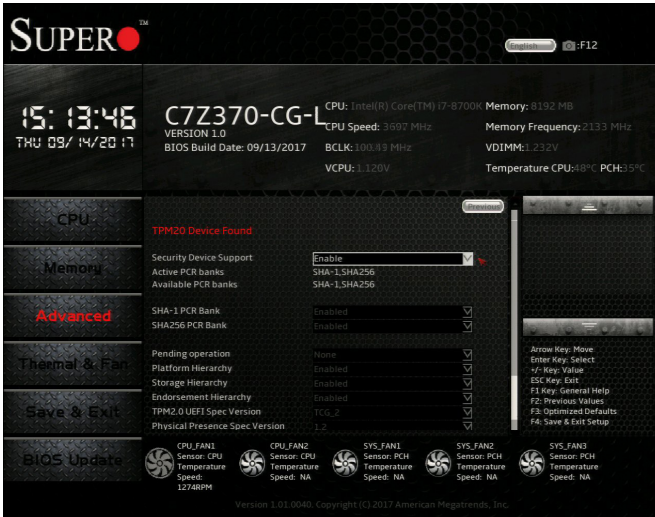 SUPER
TM
English
:F12
15:13:46
THU 09/14/2017
C7Z370-CG-L
VERSION 1.0
BIOS Build Date: 09/13/2017
CPU: Intel(R) Core(TM) i7-8700K
CPU Speed: 3697 MHz
BCLK:
VCPU: 1.120V
Memory: 8192 MB
Memory Frequency:2133 MHz
VDIMM:1.232V
Temperature CPU:48°C PCH:35°C
CPU
Memory
Advanced
Thermal & Fan
Save & Exit
BIOS Update
Previous
TPM20 Device Found
Security Device Support Enable
Active PCR banks SHA-1,SHA256
Available PCR banks SHA-1,SHA256
SHA-1 PCR Bank Enabled
SHA256 PCR Bank Enabled
Pending operation None
Platform Hierarchy Enabled
Storage Hierarchy Enabled
Endorsement Hierarchy Enabled
TPM2.0 UEFI Spec Version TCG_2
Physical Presence Spec Version 1.2
Arrow Key: Move
Enter Key: Select
+/- Key: Value
ESC Key: Exit
F1 Key: General Help
F2: Previous Values
F3: Optimized Defaults
F4: Save & Exit Setup
CPU_FAN1
Sensor: CPU
Temperature
Speed:
1274RPM
CPU_FAN2
Sensor: CPU
Temperature
Speed: NA
SYS_FAN1
Sensor: PCH
Temperature
Speed: NA
SYS_FAN2
Sensor: PCH
Temperature
Speed: NA
SYS_FAN3
Sensor: PCH
Temperature
Speed: NA
Version 1.01:0040. Copyright (C) 2017 American Megatrends, Inc.